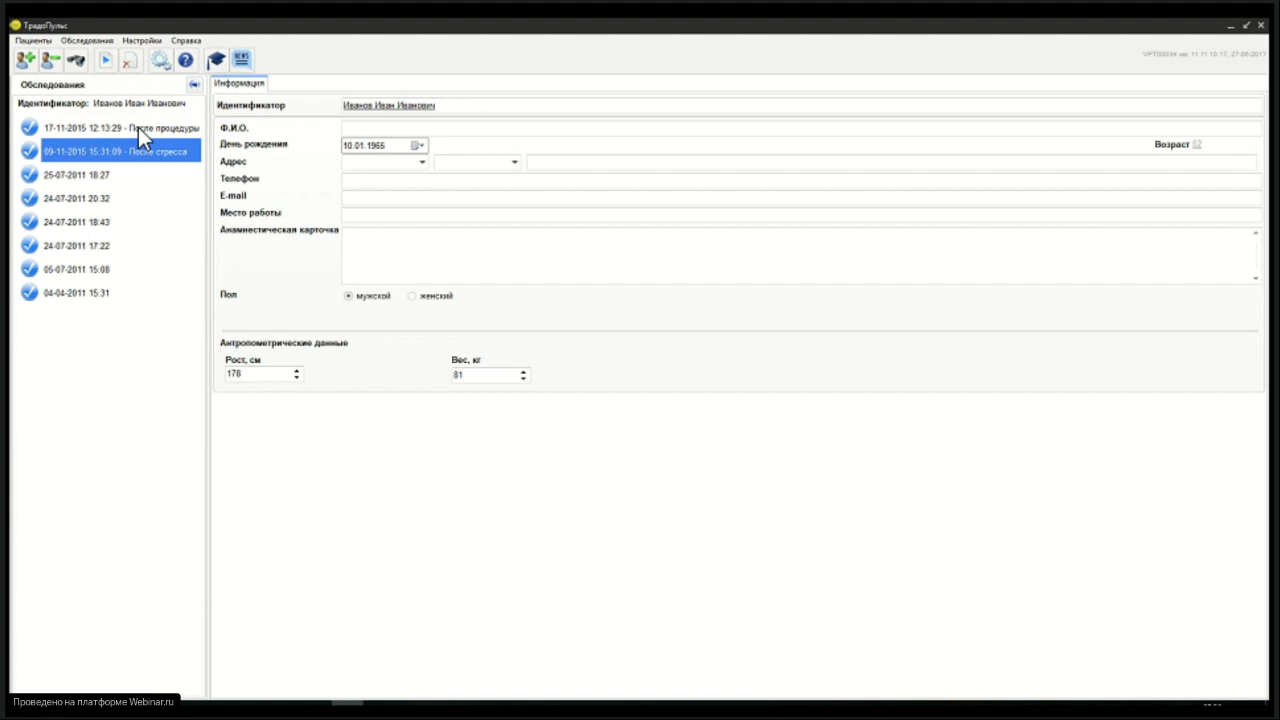 ТрадоПульс
Пациенты Обследования Настройки Справка
NEWS
Обследования
Идентификатор: Иванов Иван Иванович
17-11-2015 12:13:29 - После процедуры
09-11-2015 15:31:09 - После стресса
25-07-2011 18:27
24-07-2011 20:32
24-07-2011 18:43
24-07-2011 17:22
05-07-2011 15:08
04-04-2011 15:31
Информация
Идентификатор Иванов Иван Иванович
Ф.И.О.
День рождения 10.01.1965 Возраст 52
Адрес
Телефон
E-mail
Место работы
Анамнестическая карточка
Пол мужской женский
Антропометрические данные
Рост, см Вес, кг
178 81
Проведено на платформе Webinar.ru